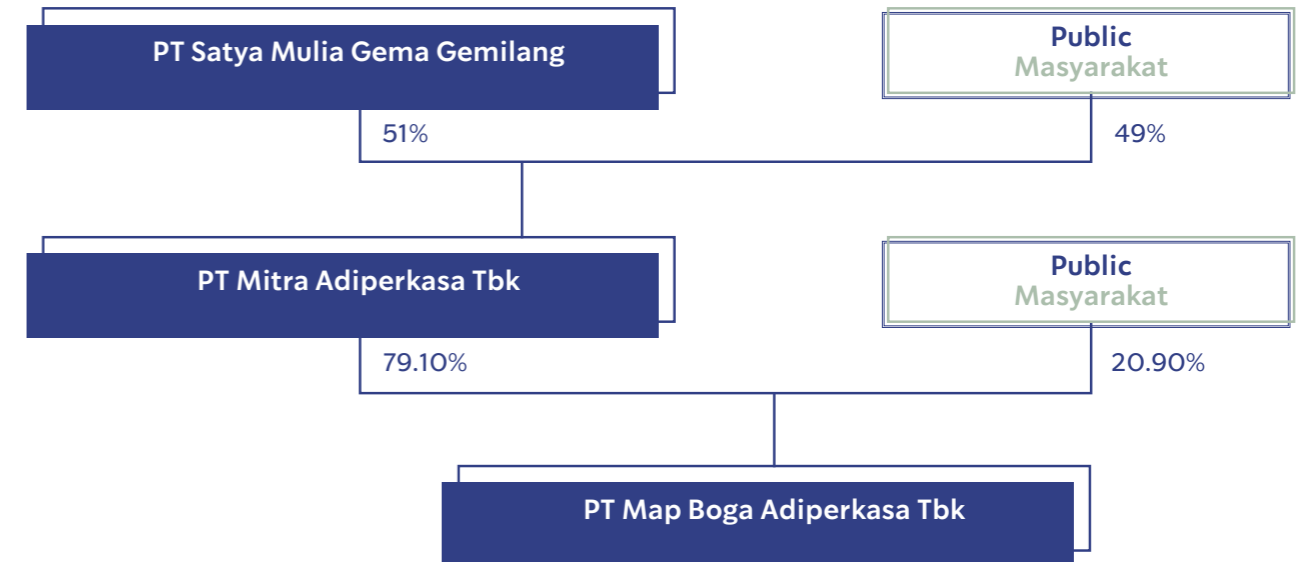 PT Satya Mulia Gema Gemilang
Public
Masyarakat
51%
49%
PT Mitra Adiperkasa Tbk
Public
Masyarakat
79.10%
20.90%
PT Map Boga Adiperkasa Tbk